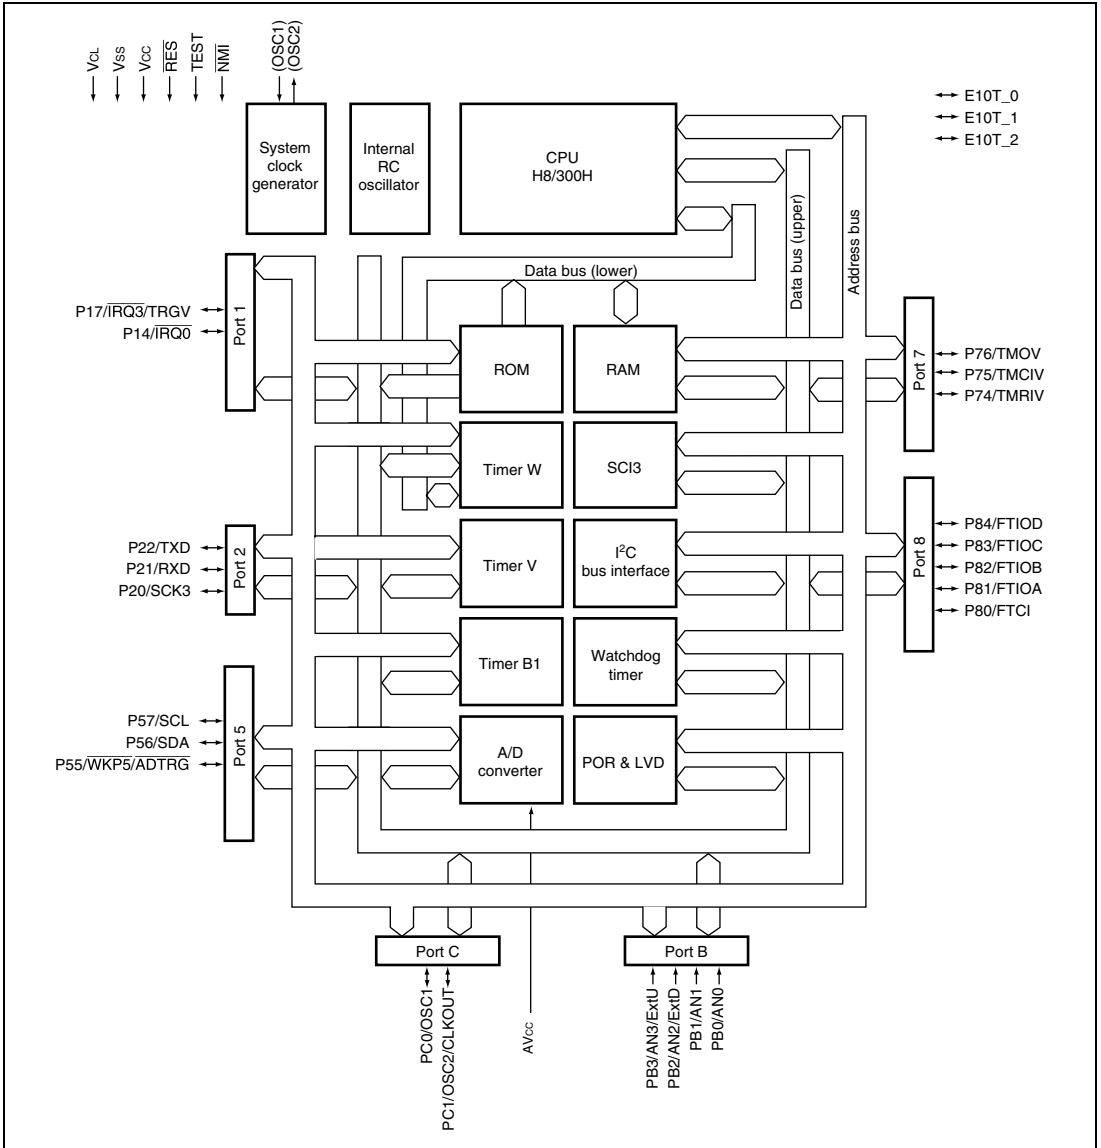 VCL
VSS
VCC
RES
TEST
NMI
(OSC1)
(OSC2)
E10T_0
E10T_1
E10T_2
System
clock
generator
Internal
RC
oscillator
CPU
H8/300H
Data bus (lower)
Data bus (upper)
Address bus
P17/IRQ3/TRGV
P14/IRQ0
Port 1
ROM
RAM
Port 7
P76/TMOV
P75/TMCIV
P74/TMRIV
Timer W
SCI3
P22/TXD
P21/RXD
P20/SCK3
Port 2
Timer V
I²C
bus interface
Port 8
P84/FTIOD
P83/FTIOC
P82/FTIOB
P81/FTIOA
P80/FTCI
Timer B1
Watchdog
timer
P57/SCL
P56/SDA
P55/WKP5/ADTRG
Port 5
A/D
converter
POR & LVD
Port C
Port B
PC0/OSC1
PC1/OSC2/CLKOUT
AVCC
PB3/AN3/ExtU
PB2/AN2/ExtD
PB1/AN1
PB0/AN0